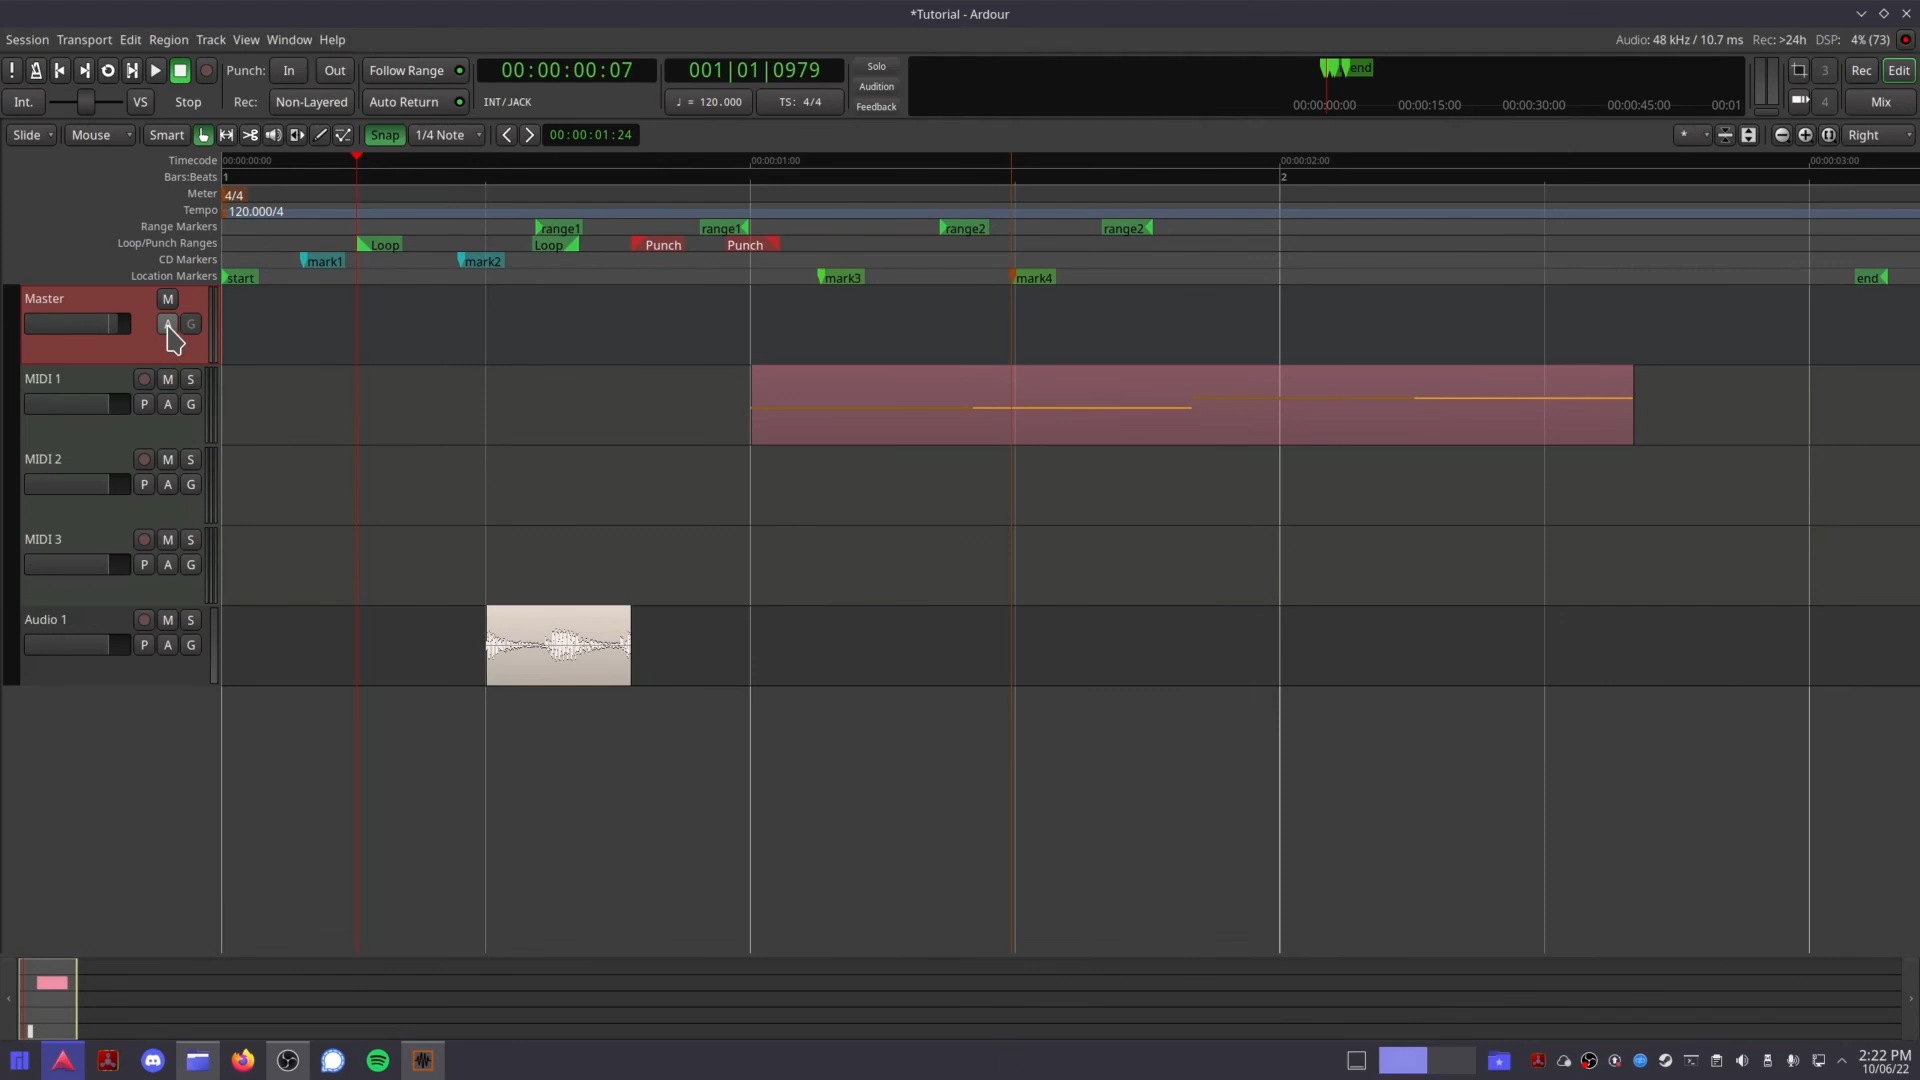 *Tutorial - Ardour
Session Transport Edit Region Track View Window Help
Audio: 48 kHz / 10.7 ms Rec: >24h DSP: 4% (73)
Punch: In Out Follow Range 00:00:00:07 001|01|0979 Solo
end
3 Rec Edit
Audition
Int. VS Stop Rec: Non-Layered Auto Return INT/JACK ♩ = 120.000 TS: 4/4 Feedback
00:00:00:00 00:00:15:00 00:00:30:00 00:00:45:00 00:01
4 Mix
Slide Mouse Smart Snap 1/4 Note 00:00:01:24 * Right
Timecode 00:00:00:00 00:00:01:00 00:00:02:00 00:00:03:00
Bars:Beats 1 2
Meter 4/4
Tempo 120.000/4
Range Markers range1 range1 range2 range2
Loop/Punch Ranges Loop Loop Punch Punch
CD Markers mark1 mark2
Location Markers start mark3 mark4 end
Master M
A G
MIDI 1 M S
P A G
MIDI 2 M S
P A G
MIDI 3 M S
P A G
Audio 1 M S
P A G
2:22 PM
10/06/22